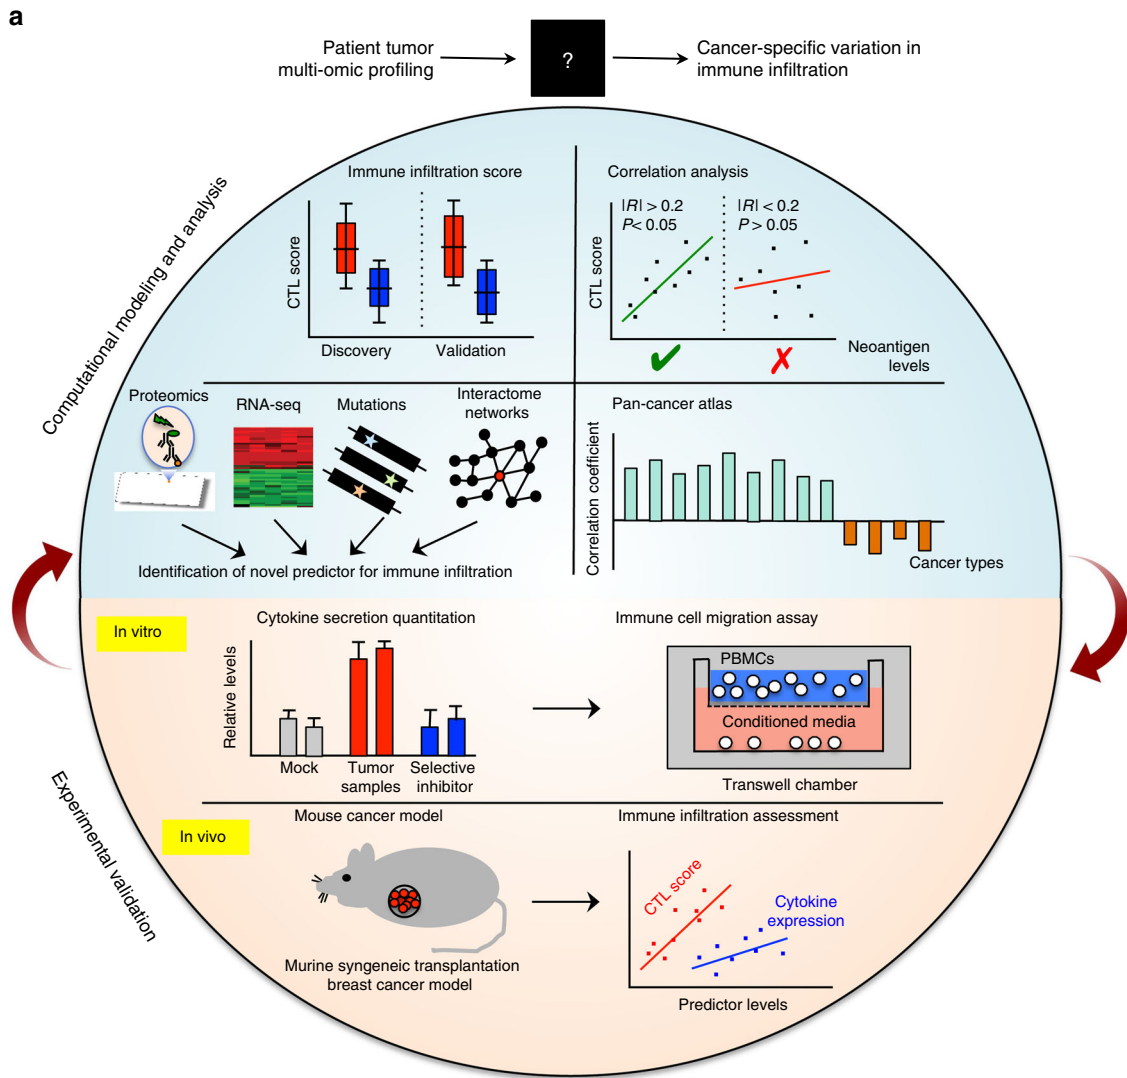 a
Patient tumor
multi-omic profiling
?
Cancer-specific variation in
immune infiltration
Computational modeling and analysis
Immune infiltration score
CTL score
Discovery
Validation
Correlation analysis
|R| > 0.2
P < 0.05
|R| < 0.2
P > 0.05
CTL score
✔
✗
Neoantigen
levels
Proteomics
RNA-seq
Mutations
Interactome
networks
Identification of novel predictor for immune infiltration
Pan-cancer atlas
Correlation coefficient
Cancer types
In vitro
Cytokine secretion quantitation
Relative levels
Mock
Tumor
samples
Selective
inhibitor
Immune cell migration assay
PBMCs
Conditioned media
Transwell chamber
Experimental validation
In vivo
Mouse cancer model
Murine syngeneic transplantation
breast cancer model
Immune infiltration assessment
CTL score
Cytokine
expression
Predictor levels